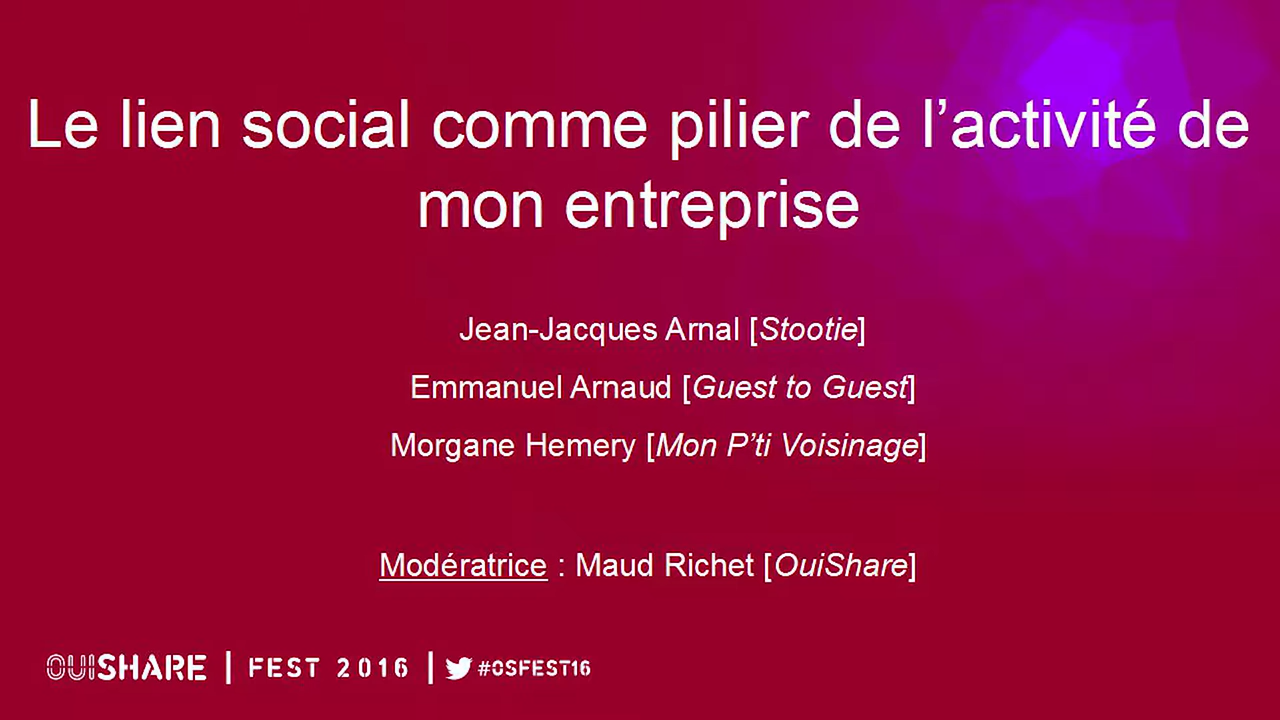 Le lien social comme pilier de l’activité de
mon entreprise
Jean-Jacques Arnal [Stootie]
Emmanuel Arnaud [Guest to Guest]
Morgane Hemery [Mon P’ti Voisinage]
Modératrice : Maud Richet [OuiShare]
OUISHARE | FEST 2016 | #OSFEST16